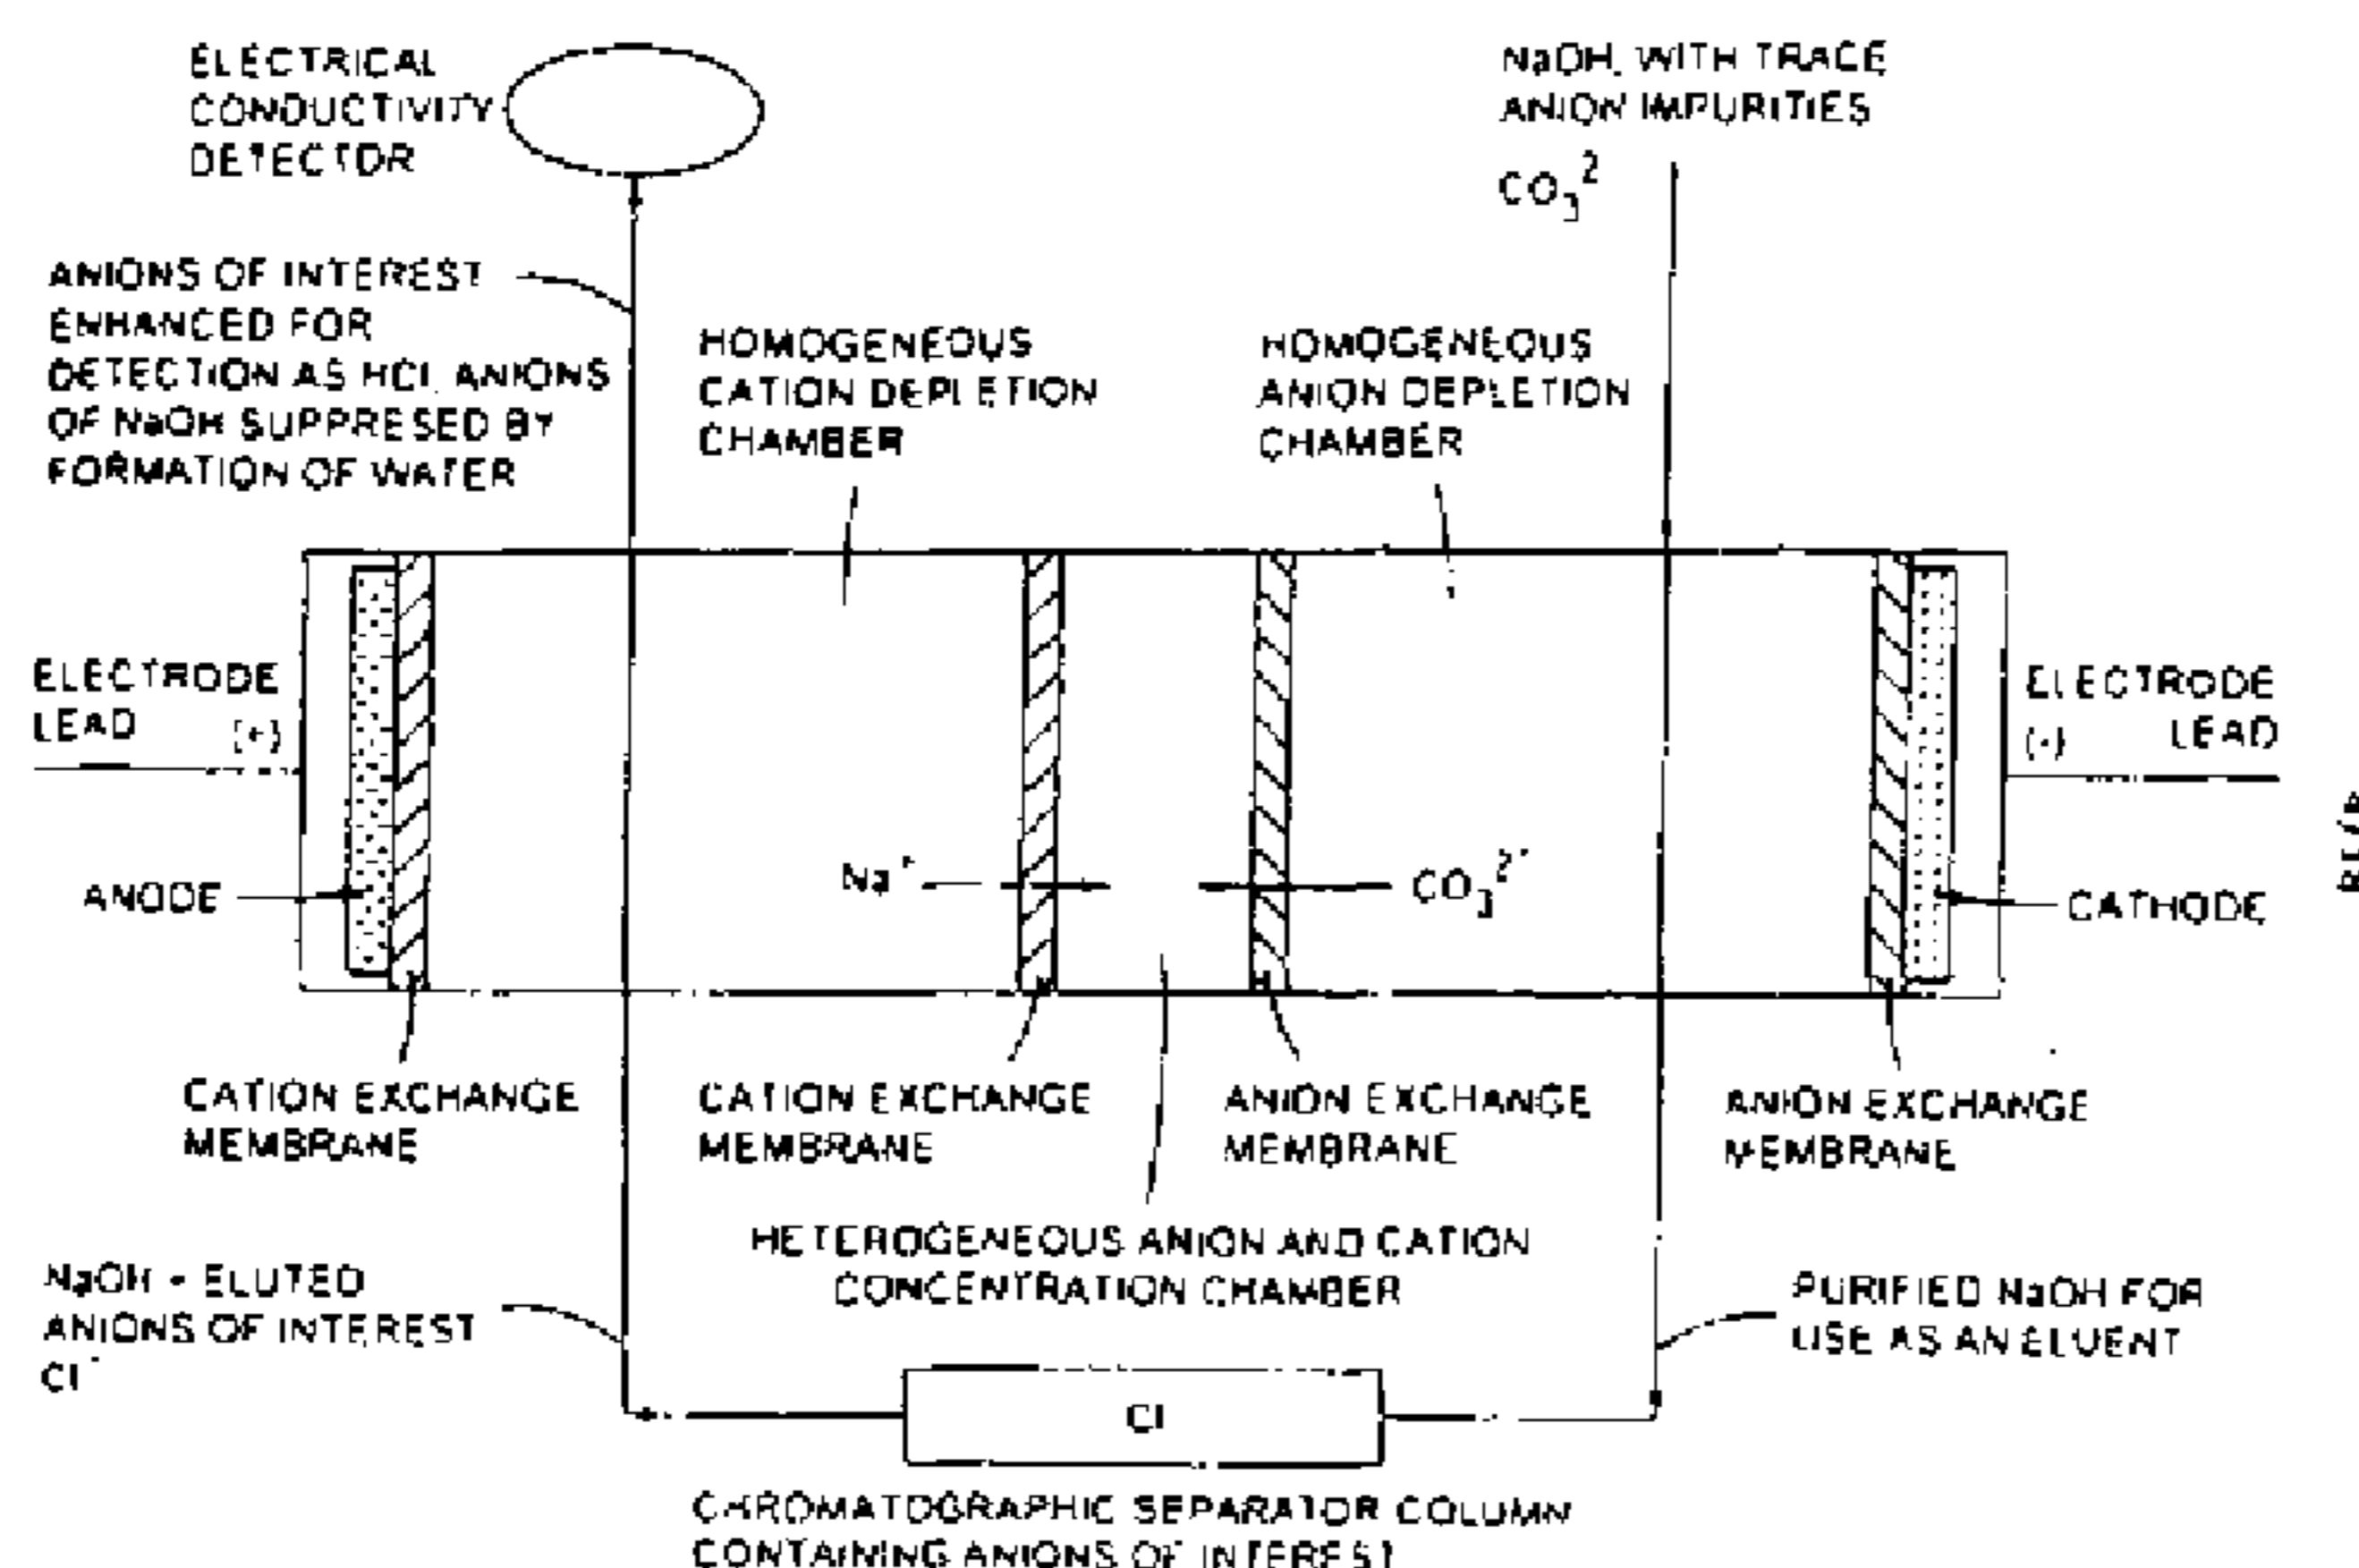 ELECTRICAL
CONDUCTIVITY
DETECTOR
NaOH, WITH TRACE
ANION IMPURITIES
CO3 2
ANIONS OF INTEREST
ENHANCED FOR
DETECTION AS HCl, ANIONS
OF NaOH SUPPRESED BY
FORMATION OF WATER
HOMOGENEOUS
CATION DEPLETION
CHAMBER
HOMOGENEOUS
ANION DEPLETION
CHAMBER
ELECTRODE
LEAD (+)
ELECTRODE
(-) LEAD
Na+
CO3 2-
ANODE
CATHODE
CATION EXCHANGE
MEMBRANE
CATION EXCHANGE
MEMBRANE
ANION EXCHANGE
MEMBRANE
ANION EXCHANGE
MEMBRANE
HETEROGENEOUS ANION AND CATION
CONCENTRATION CHAMBER
NaOH + ELUTED
ANIONS OF INTEREST
Cl-
PURIFIED NaOH FOR
USE AS AN ELUENT
Cl
CHROMATOGRAPHIC SEPARATOR COLUMN
CONTAINING ANIONS OF INTEREST